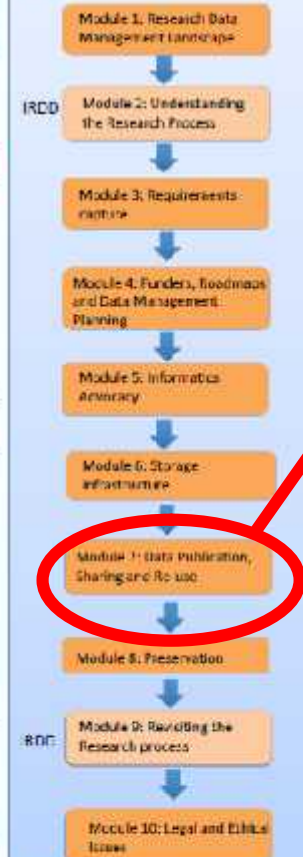 Module 1: Research Data
Management Landscape
IRDD
Module 2: Understanding
the Research Process
Module 3: Requirements
capture
Module 4: Funders, Roadmaps
and Data Management
Planning
Module 5: Informatics
Advocacy
Module 6: Storage
infrastructure
Module 7: Data Publication,
Sharing and Re-use
Module 8: Preservation
Module 9: Revisiting the
Research process
Module 10: Legal and Ethical
Issues